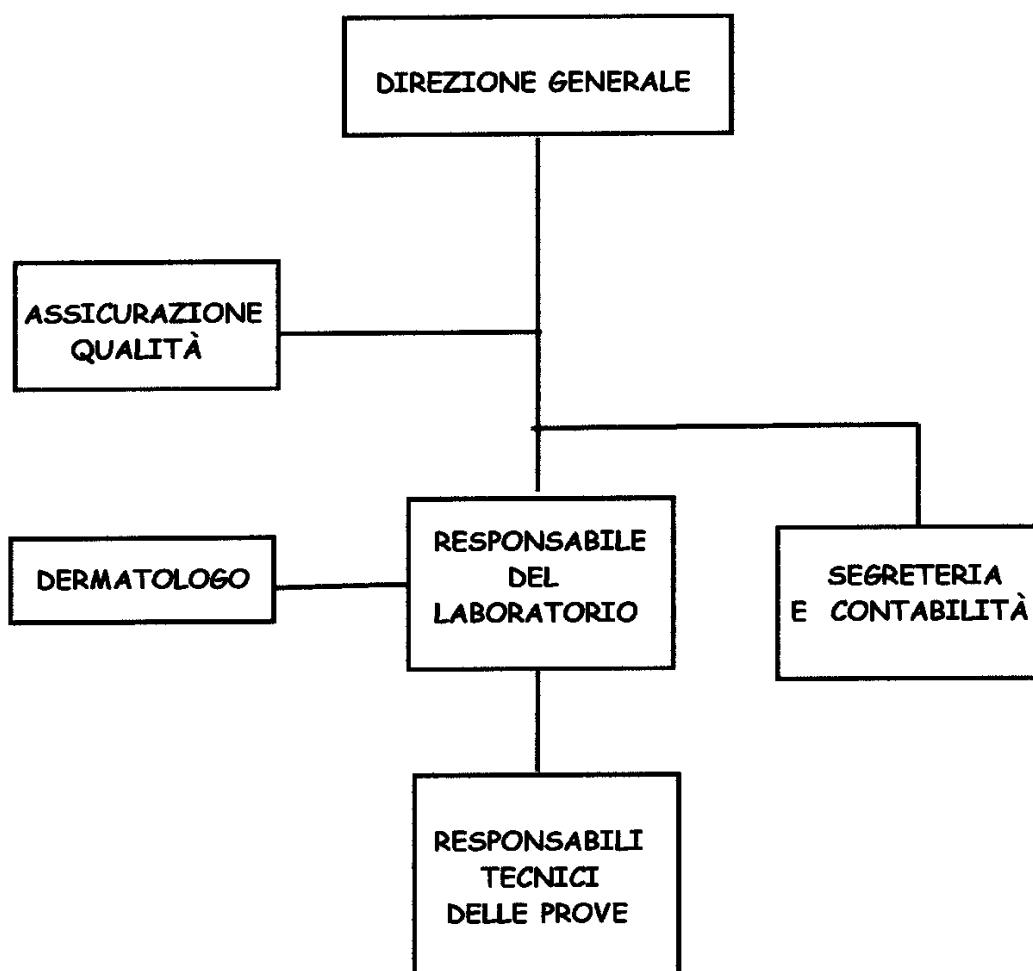 DIREZIONE GENERALE
ASSICURAZIONE
QUALITÀ
DERMATOLOGO
RESPONSABILE
DEL
LABORATORIO
SEGRETERIA
E CONTABILITÀ
RESPONSABILI
TECNICI
DELLE PROVE